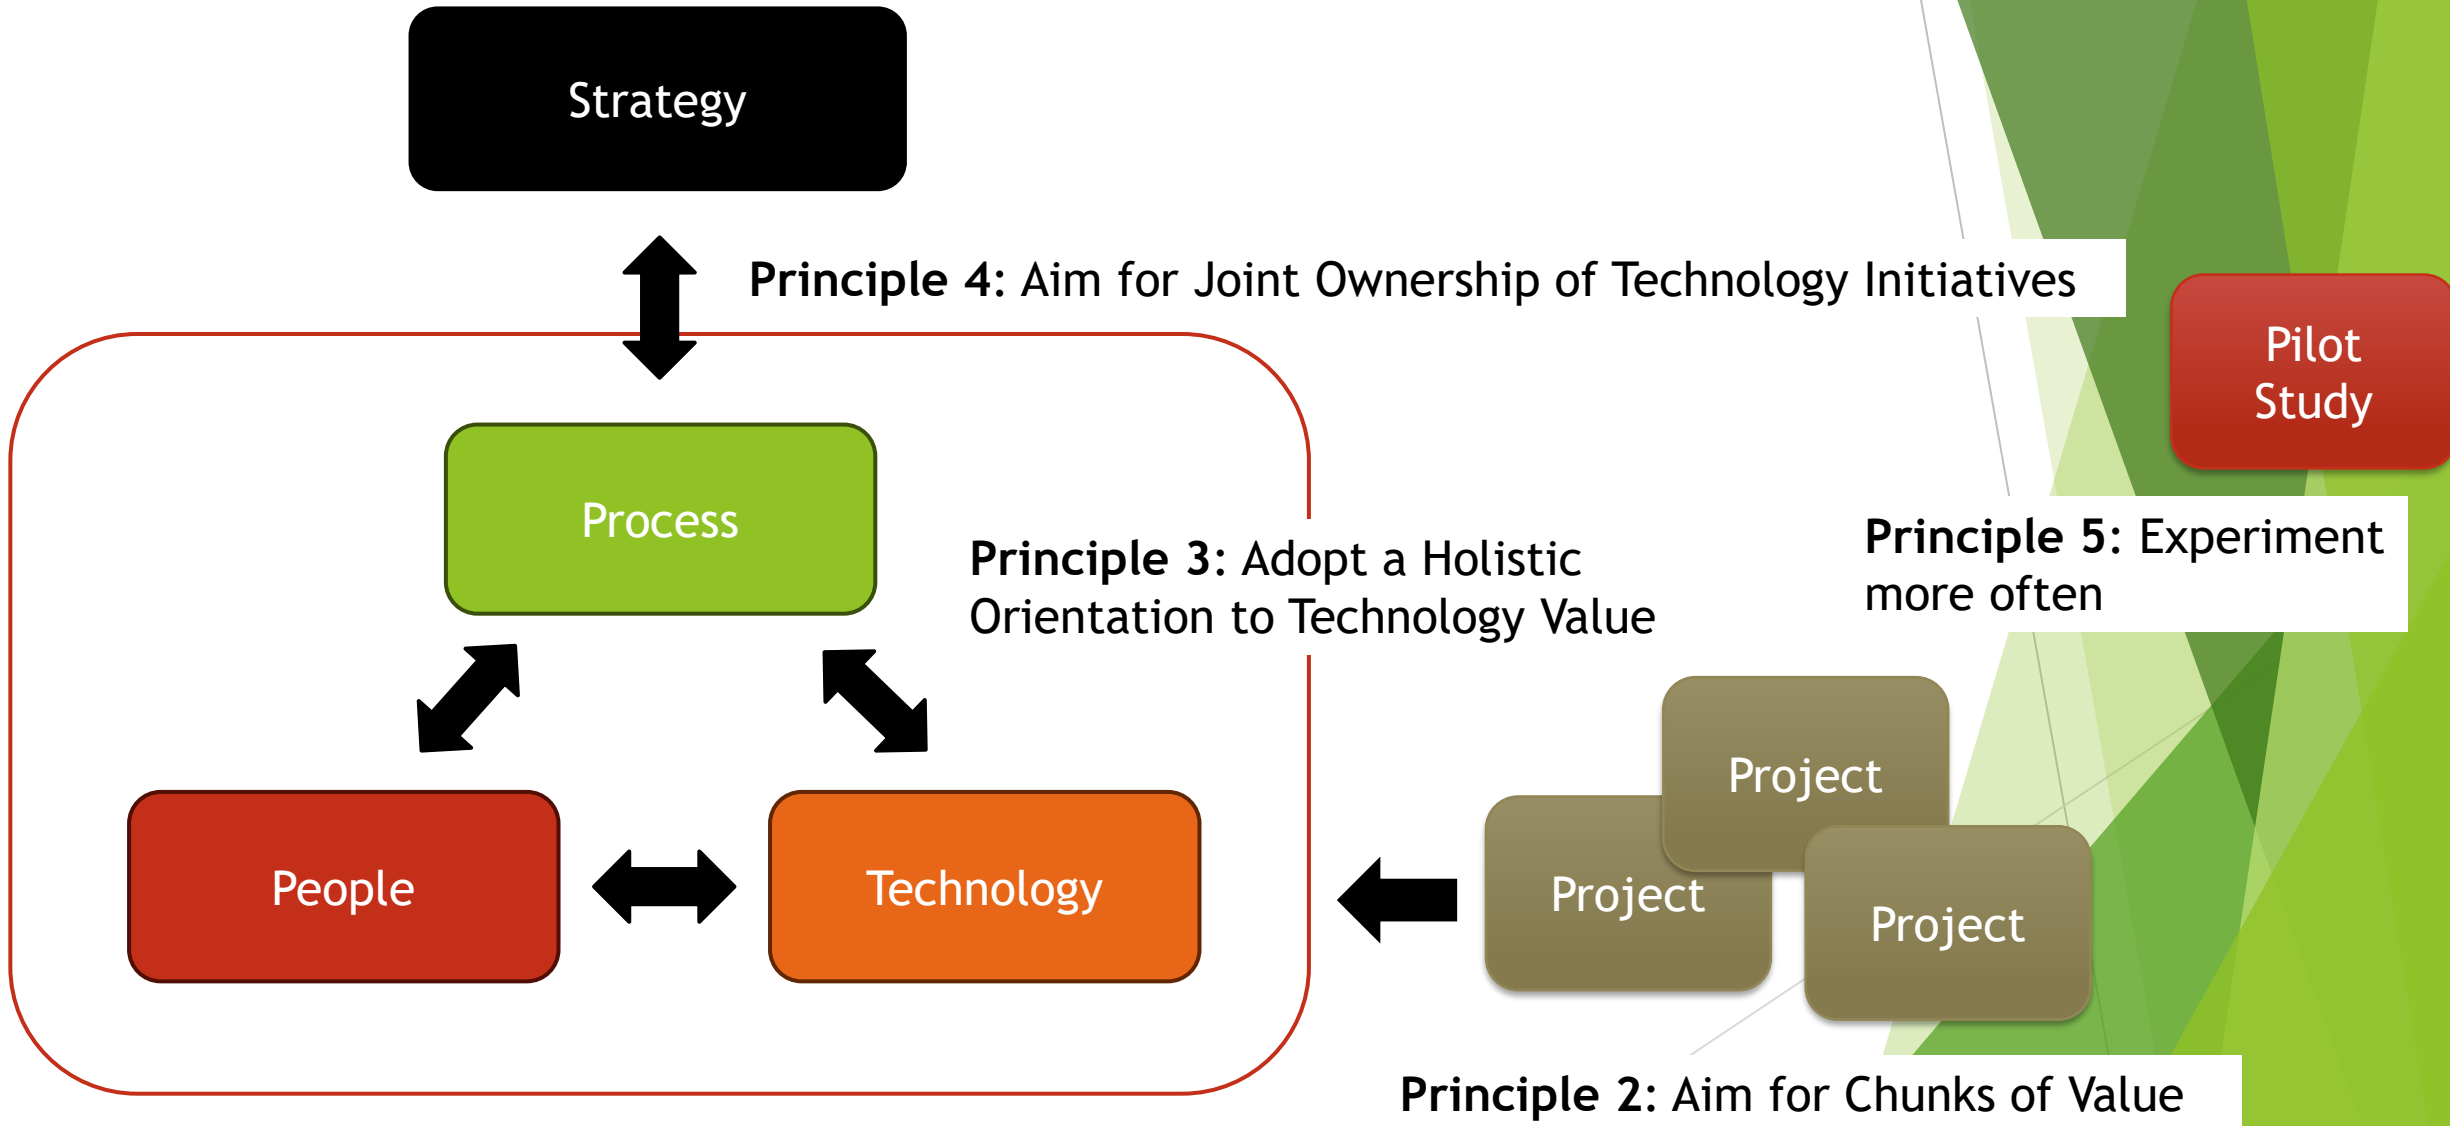 Strategy
Principle 4: Aim for Joint Ownership of Technology Initiatives
Pilot
Study
Process
Principle 3: Adopt a Holistic
Orientation to Technology Value
Principle 5: Experiment
more often
Project
Project
Project
People
Technology
Principle 2: Aim for Chunks of Value